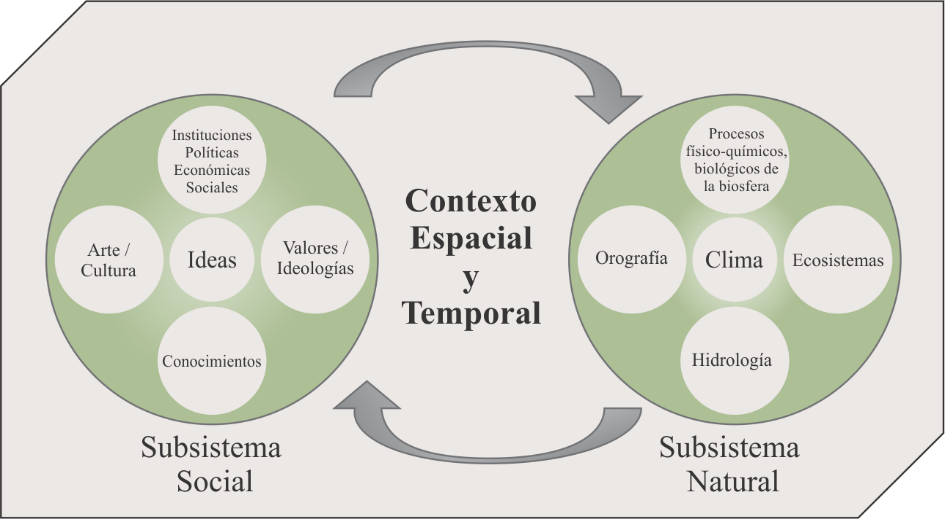 Instituciones
Políticas
Económicas
Sociales
Arte /
Cultura
Ideas
Valores /
Ideologías
Conocimientos
Subsistema
Social
Contexto
Espacial
y
Temporal
Procesos
físico-químicos,
biológicos de
la biosfera
Orografía
Clima
Ecosistemas
Hidrología
Subsistema
Natural